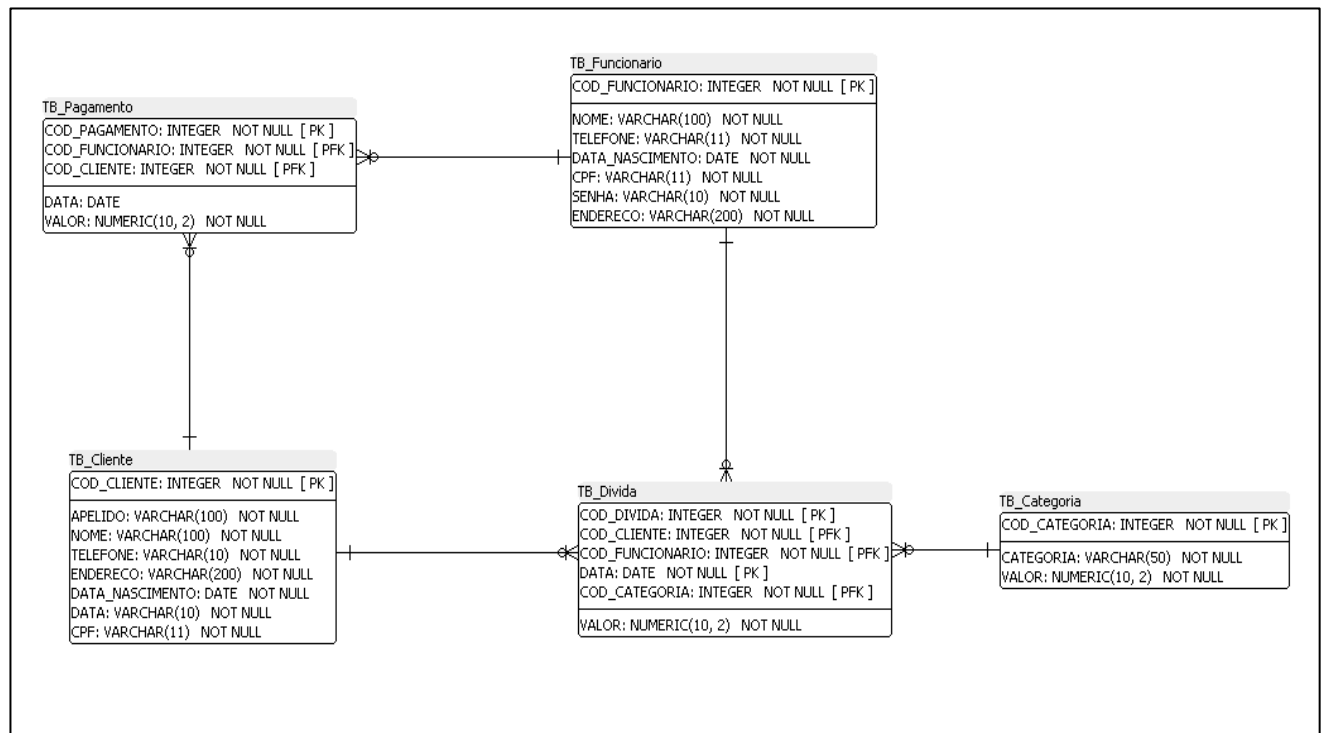 TB_Pagamento
COD_PAGAMENTO: INTEGER NOT NULL [ PK ]
COD_FUNCIONARIO: INTEGER NOT NULL [ PFK ]
COD_CLIENTE: INTEGER NOT NULL [ PFK ]
DATA: DATE
VALOR: NUMERIC(10, 2) NOT NULL
TB_Funcionario
COD_FUNCIONARIO: INTEGER NOT NULL [ PK ]
NOME: VARCHAR(100) NOT NULL
TELEFONE: VARCHAR(11) NOT NULL
DATA_NASCIMENTO: DATE NOT NULL
CPF: VARCHAR(11) NOT NULL
SENHA: VARCHAR(10) NOT NULL
ENDERECO: VARCHAR(200) NOT NULL
TB_Cliente
COD_CLIENTE: INTEGER NOT NULL [ PK ]
APELIDO: VARCHAR(100) NOT NULL
NOME: VARCHAR(100) NOT NULL
TELEFONE: VARCHAR(10) NOT NULL
ENDERECO: VARCHAR(200) NOT NULL
DATA_NASCIMENTO: DATE NOT NULL
DATA: VARCHAR(10) NOT NULL
CPF: VARCHAR(11) NOT NULL
TB_Divida
COD_DIVIDA: INTEGER NOT NULL [ PK ]
COD_CLIENTE: INTEGER NOT NULL [ PFK ]
COD_FUNCIONARIO: INTEGER NOT NULL [ PFK ]
DATA: DATE NOT NULL [ PK ]
COD_CATEGORIA: INTEGER NOT NULL [ PFK ]
VALOR: NUMERIC(10, 2) NOT NULL
TB_Categoria
COD_CATEGORIA: INTEGER NOT NULL [ PK ]
CATEGORIA: VARCHAR(50) NOT NULL
VALOR: NUMERIC(10, 2) NOT NULL